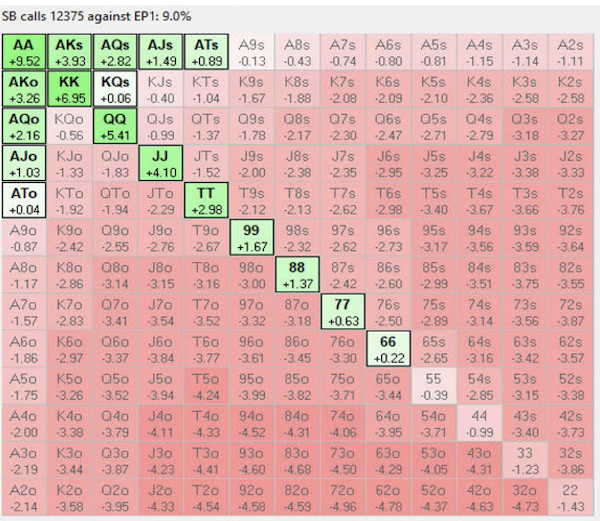 SB calls 12375 against EP1: 9.0%
AA AKs AQs AJs ATs A9s A8s A7s A6s A5s A4s A3s A2s
+9.52 +3.93 +2.82 +1.49 +0.89 -0.13 -0.43 -0.74 -0.80 -0.81 -1.15 -1.14 -1.11
AKo KK KQs KJs KTs K9s K8s K7s K6s K5s K4s K3s K2s
+3.26 +6.95 +0.06 -0.40 -1.04 -1.67 -1.88 -2.08 -2.09 -2.10 -2.36 -2.58 -2.58
AQo KQo QQ QJs QTs Q9s Q8s Q7s Q6s Q5s Q4s Q3s Q2s
+2.16 -0.56 +5.41 -0.99 -1.37 -1.78 -2.17 -2.30 -2.47 -2.71 -2.79 -3.18 -3.27
AJo KJo QJo JJ JTs J9s J8s J7s J6s J5s J4s J3s J2s
+1.03 -1.33 -1.83 +4.10 -1.52 -2.00 -2.38 -2.35 -2.95 -3.25 -3.22 -3.38 -3.33
ATo KTo QTo JTo TT T9s T8s T7s T6s T5s T4s T3s T2s
+0.04 -1.92 -1.94 -2.29 +2.98 -2.12 -2.13 -2.62 -2.98 -3.40 -3.67 -3.66 -3.76
A9o K9o Q9o J9o T9o 99 98s 97s 96s 95s 94s 93s 92s
-0.87 -2.42 -2.55 -2.76 -2.67 +1.67 -2.32 -2.62 -2.73 -3.17 -3.56 -3.59 -3.64
A8o K8o Q8o J8o T8o 98o 88 87s 86s 85s 84s 83s 82s
-1.17 -2.86 -3.14 -3.15 -3.16 -3.00 +1.37 -2.42 -2.60 -2.99 -3.51 -3.75 -3.55
A7o K7o Q7o J7o T7o 97o 87o 77 76s 75s 74s 73s 72s
-1.57 -2.83 -3.41 -3.54 -3.52 -3.32 -3.18 +0.63 -2.50 -2.89 -3.14 -3.56 -3.87
A6o K6o Q6o J6o T6o 96o 86o 76o 66 65s 64s 63s 62s
-1.86 -2.97 -3.37 -3.84 -3.77 -3.61 -3.45 -3.30 +0.22 -2.65 -3.16 -3.42 -3.57
A5o K5o Q5o J5o T5o 95o 85o 75o 65o 55 54s 53s 52s
-1.75 -3.26 -3.52 -3.94 -4.24 -3.99 -3.82 -3.71 -3.44 -0.39 -2.85 -3.15 -3.38
A4o K4o Q4o J4o T4o 94o 84o 74o 64o 54o 44 43s 42s
-2.00 -3.38 -3.79 -4.11 -4.33 -4.52 -4.31 -4.06 -3.95 -3.71 -0.99 -3.40 -3.73
A3o K3o Q3o J3o T3o 93o 83o 73o 63o 53o 43o 33 32s
-2.19 -3.44 -3.87 -4.23 -4.41 -4.60 -4.68 -4.50 -4.29 -4.05 -4.31 -1.23 -3.86
A2o K2o Q2o J2o T2o 92o 82o 72o 62o 52o 42o 32o 22
-2.14 -3.58 -3.95 -4.33 -4.54 -4.58 -4.59 -4.96 -4.78 -4.37 -4.63 -4.73 -1.43